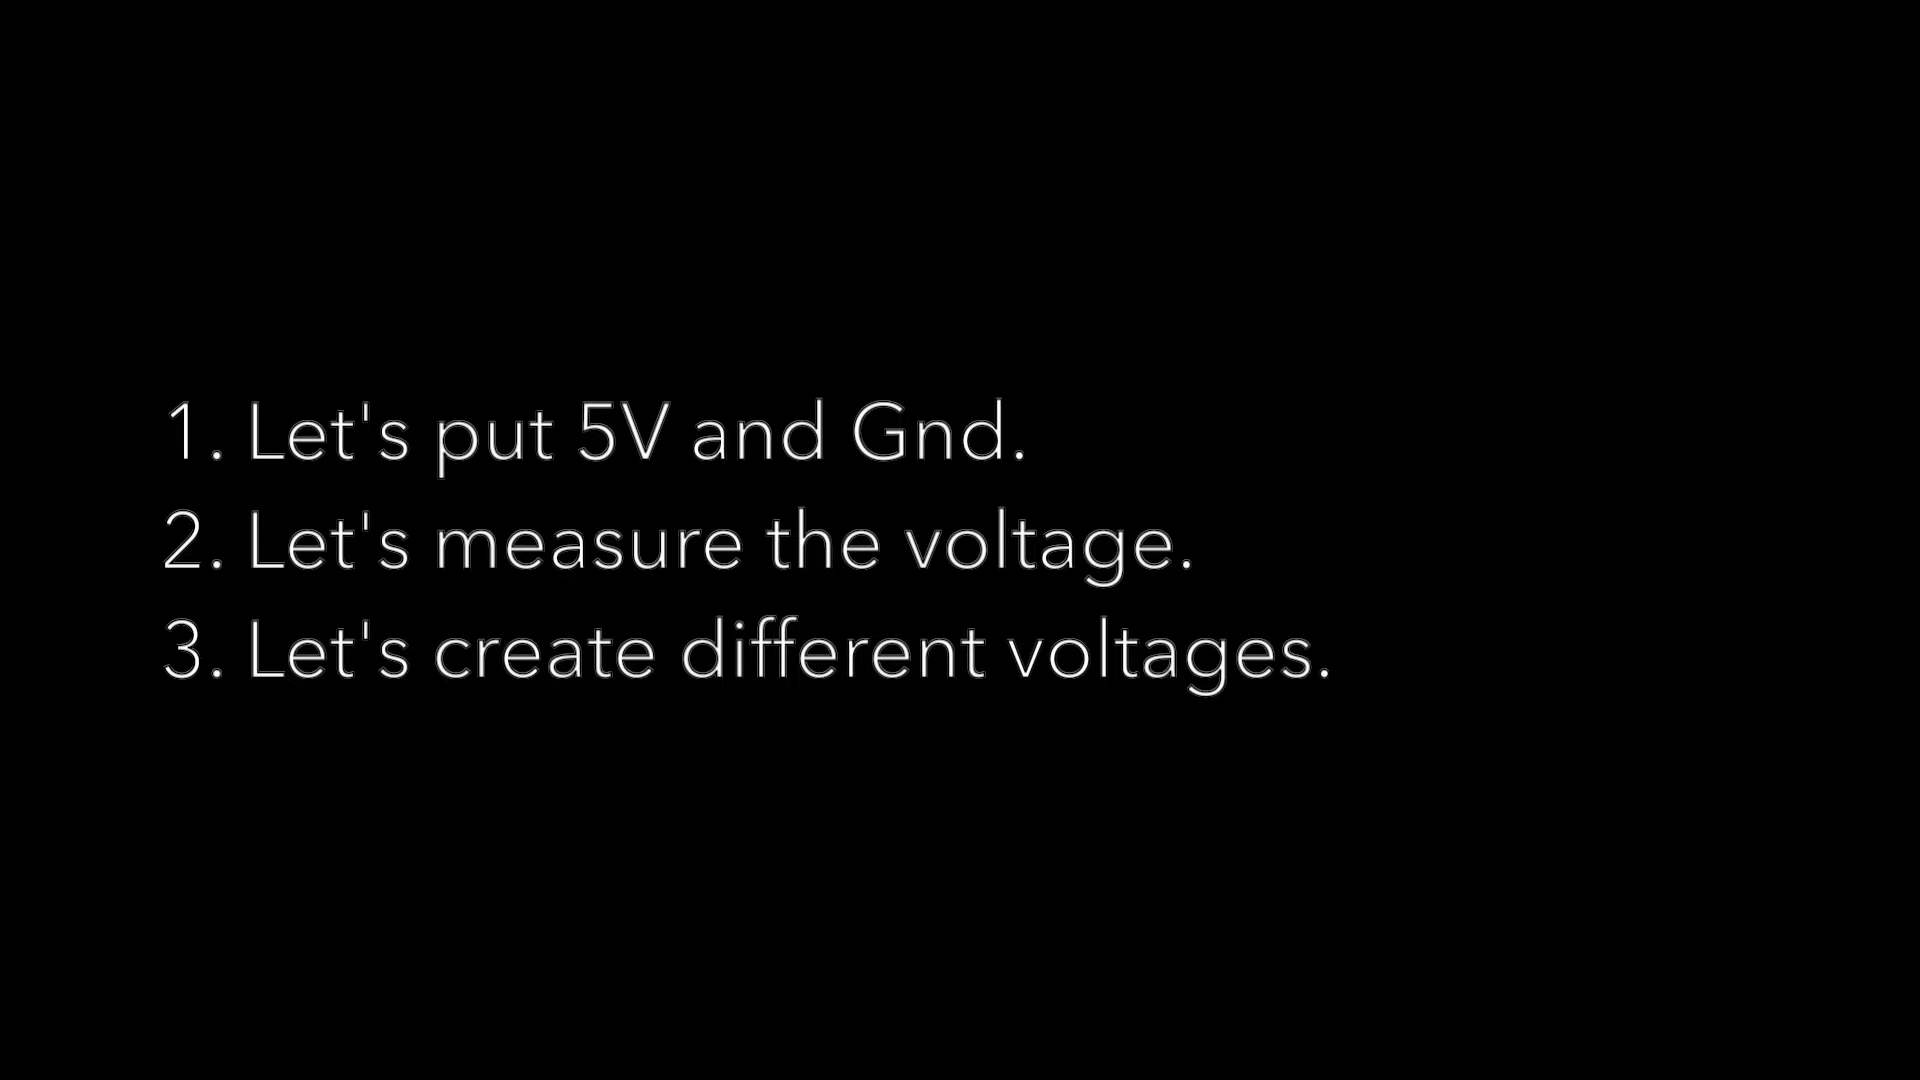 1. Let's put 5V and Gnd.
2. Let's measure the voltage.
3. Let's create different voltages.